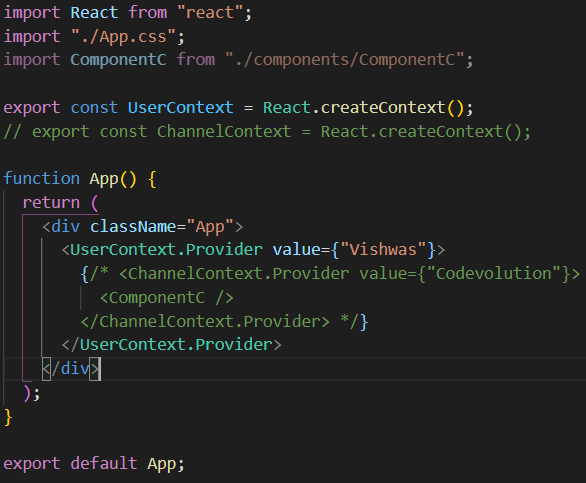 import React from "react";
import "./App.css";
import ComponentC from "./components/ComponentC";

export const UserContext = React.createContext();
// export const ChannelContext = React.createContext();

function App() {
  return (
    <div className="App">
      <UserContext.Provider value={"Vishwas"}>
        {/* <ChannelContext.Provider value={"Codevolution"}>
          <ComponentC />
        </ChannelContext.Provider> */}
      </UserContext.Provider>
    </div>
  );
}

export default App;